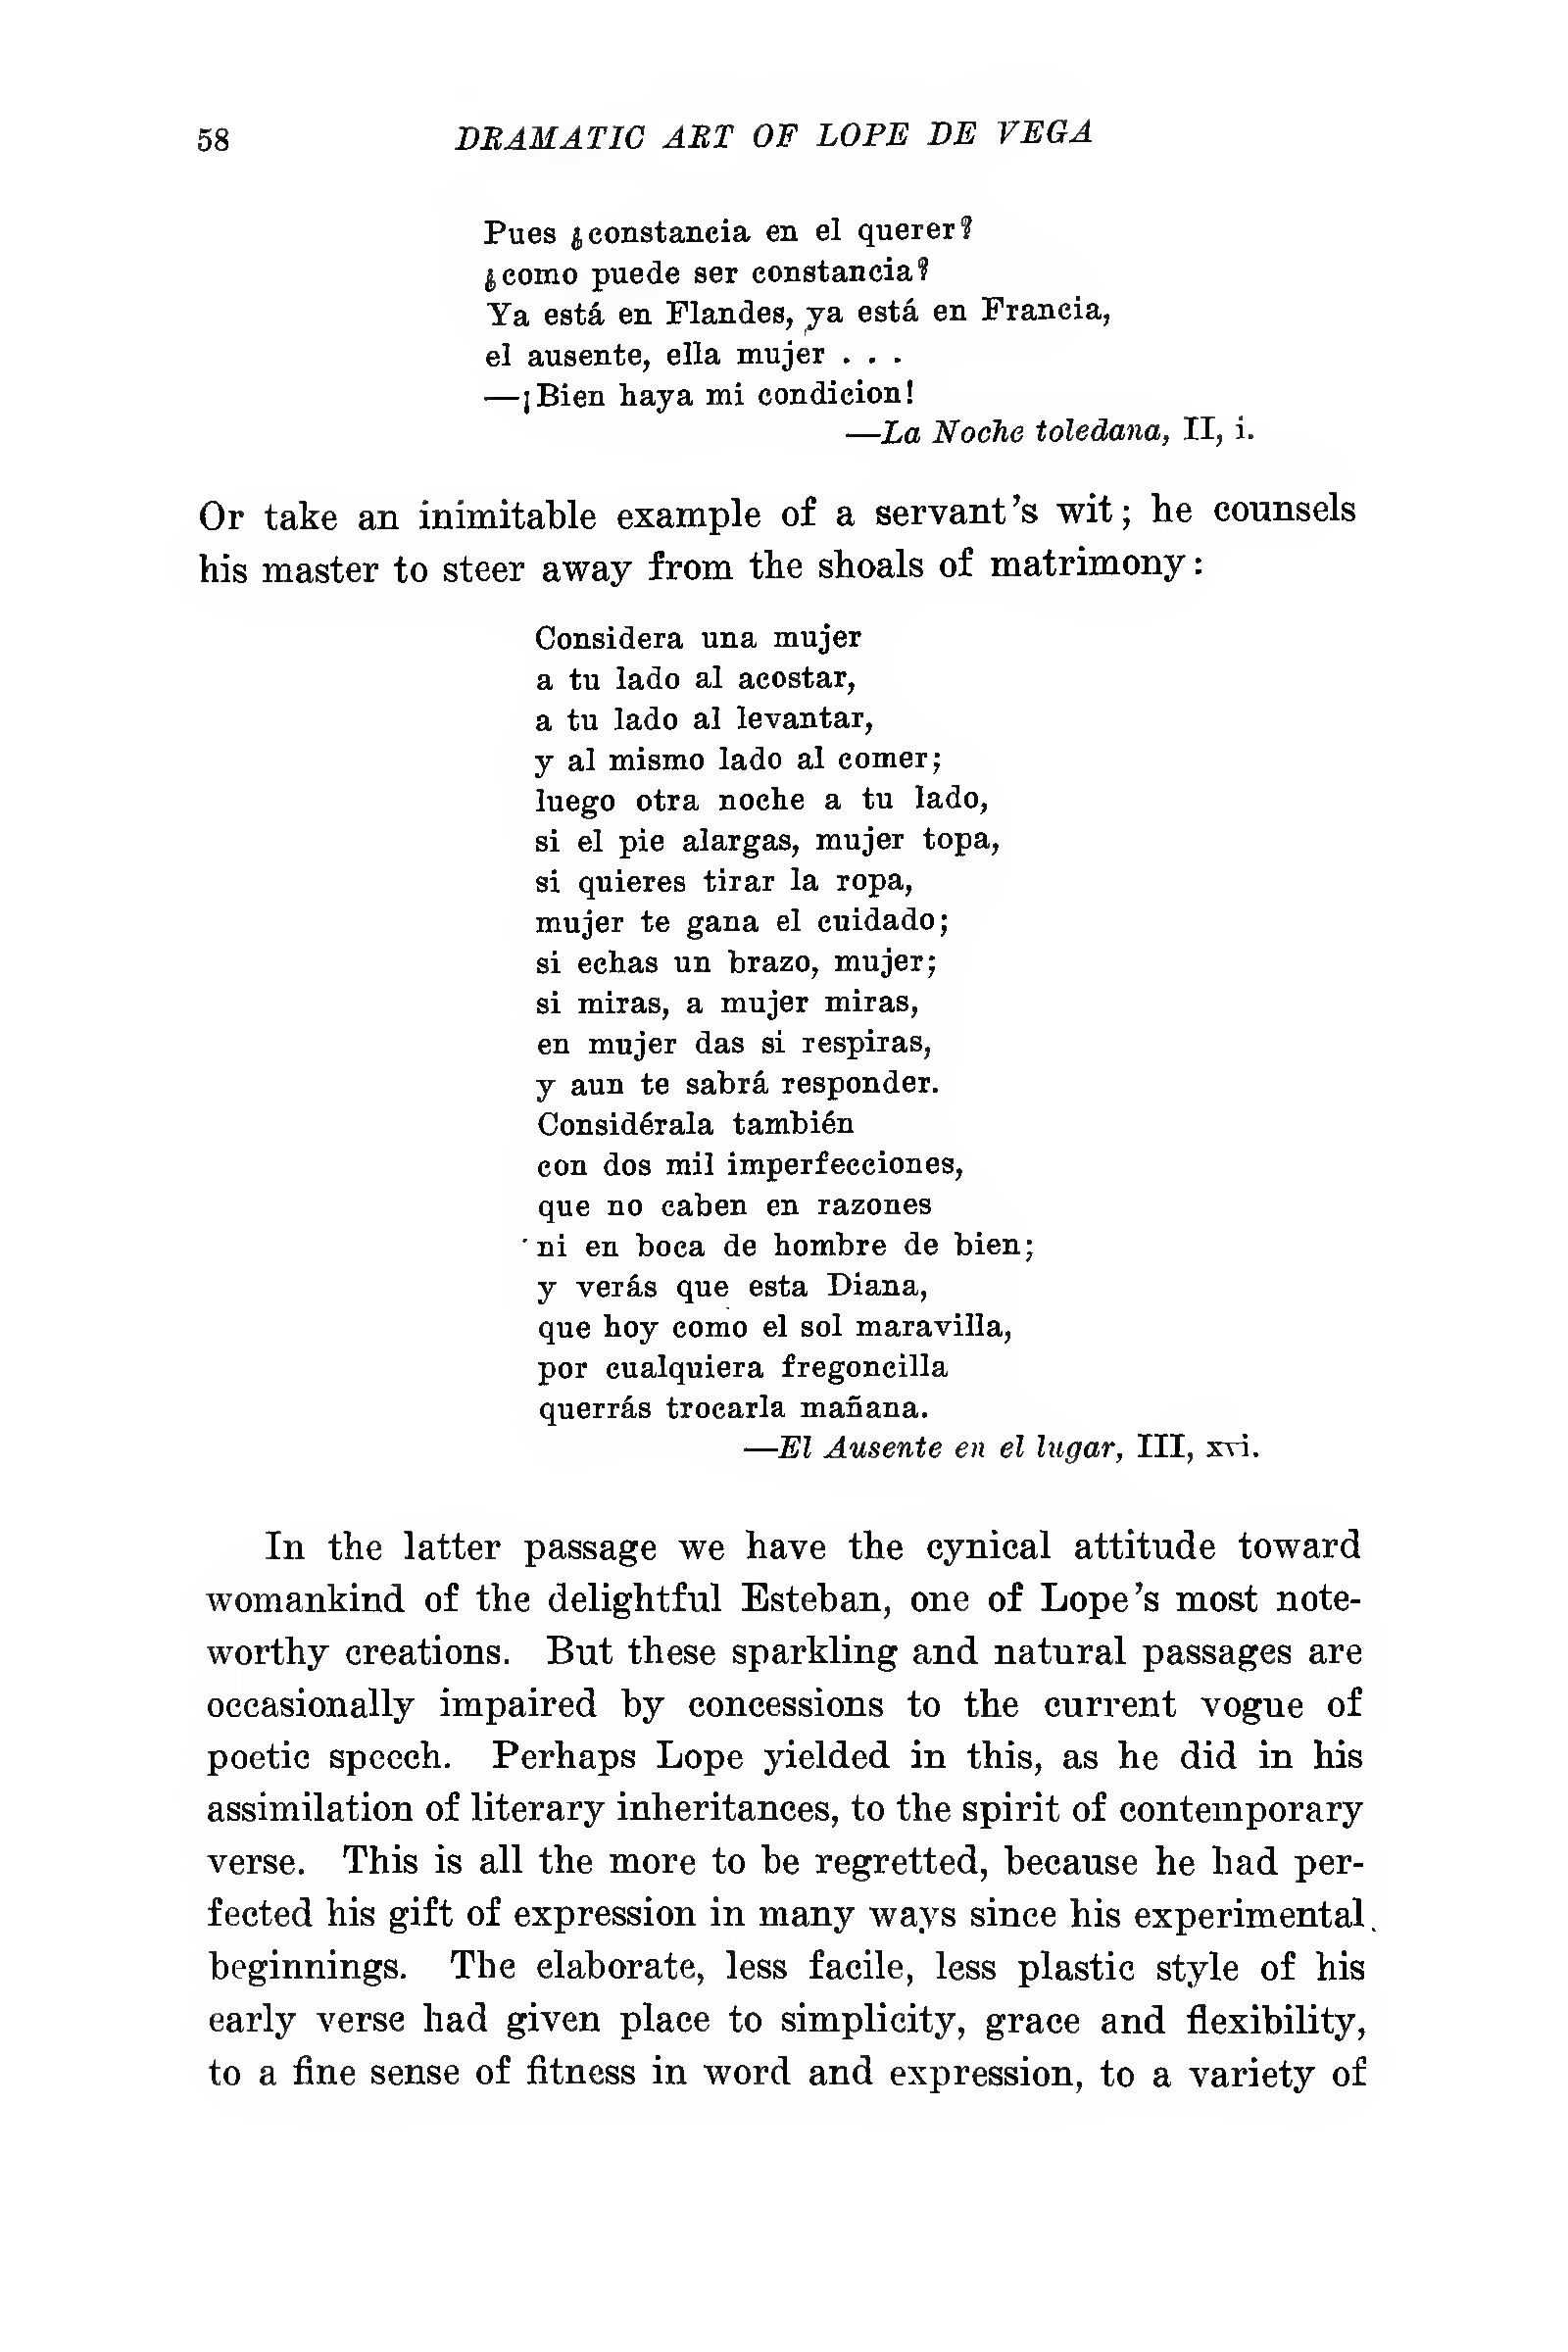 58 DRAMATIC ART OF LOPE DE VEGA
Pues ¿constancia en el querer?
¿como puede ser constancia?
Ya está en Flandes, ya está en Francia,
el ausente, ella mujer . . .
—¡Bien haya mi condicion!
—La Noche toledana, II, i.
Or take an inimitable example of a servant's wit; he counsels
his master to steer away from the shoals of matrimony:
Considera una mujer
a tu lado al acostar,
a tu lado al levantar,
y al mismo lado al comer;
luego otra noche a tu lado,
si el pie alargas, mujer topa,
si quieres tirar la ropa,
mujer te gana el cuidado;
si echas un brazo, mujer;
si miras, a mujer miras,
en mujer das si respiras,
y aun te sabrá responder.
Considérala también
con dos mil imperfecciones,
que no caben en razones
ni en boca de hombre de bien;
y verás que esta Diana,
que hoy como el sol maravilla,
por cualquiera fregoncilla
querrás trocarla mañana.
—El Ausente en el lugar, III, xvi.
In the latter passage we have the cynical attitude toward
womankind of the delightful Esteban, one of Lope's most note-
worthy creations. But these sparkling and natural passages are
occasionally impaired by concessions to the current vogue of
poetic speech. Perhaps Lope yielded in this, as he did in his
assimilation of literary inheritances, to the spirit of contemporary
verse. This is all the more to be regretted, because he had per-
fected his gift of expression in many ways since his experimental
beginnings. The elaborate, less facile, less plastic style of his
early verse had given place to simplicity, grace and flexibility,
to a fine sense of fitness in word and expression, to a variety of